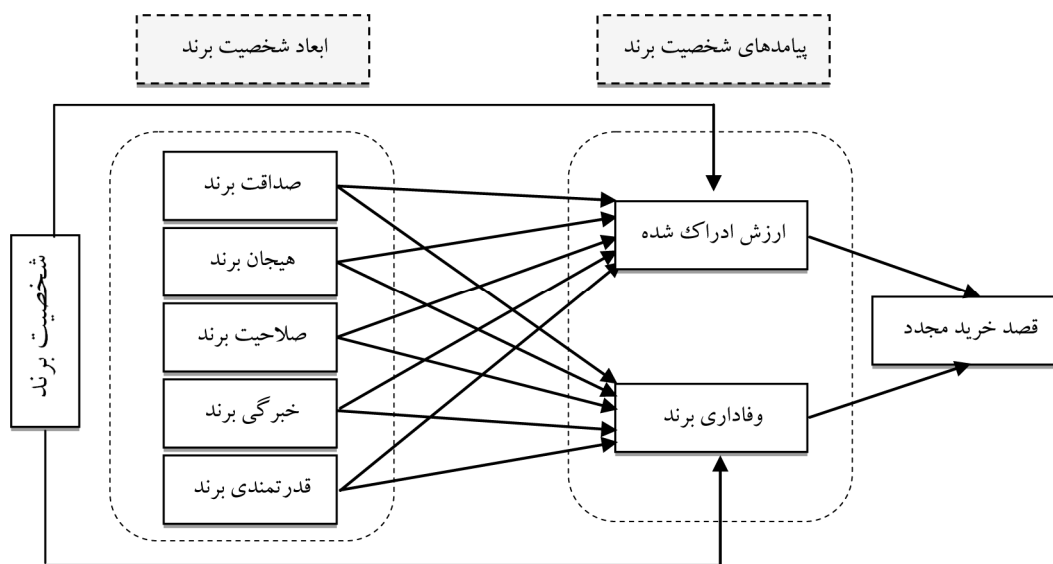 ابعاد شخصیت برند
پیامدهای شخصیت برند
شخصیت برند
صداقت برند
هیجان برند
صلاحیت برند
خبرگی برند
قدرتمندی برند
ارزش ادراک شده
وفاداری برند
قصد خرید مجدد